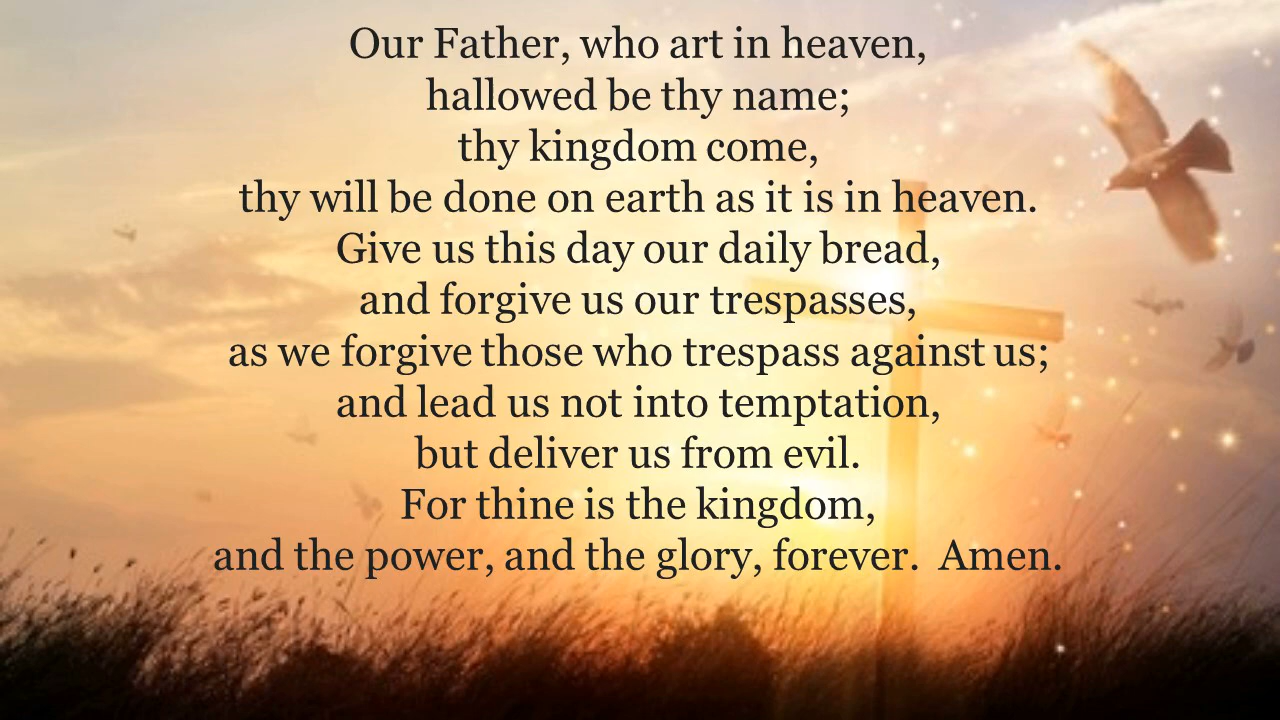 Our Father, who art in heaven,
hallowed be thy name;
thy kingdom come,
thy will be done on earth as it is in heaven.
Give us this day our daily bread,
and forgive us our trespasses,
as we forgive those who trespass against us;
and lead us not into temptation,
but deliver us from evil.
For thine is the kingdom,
and the power, and the glory, forever.  Amen.